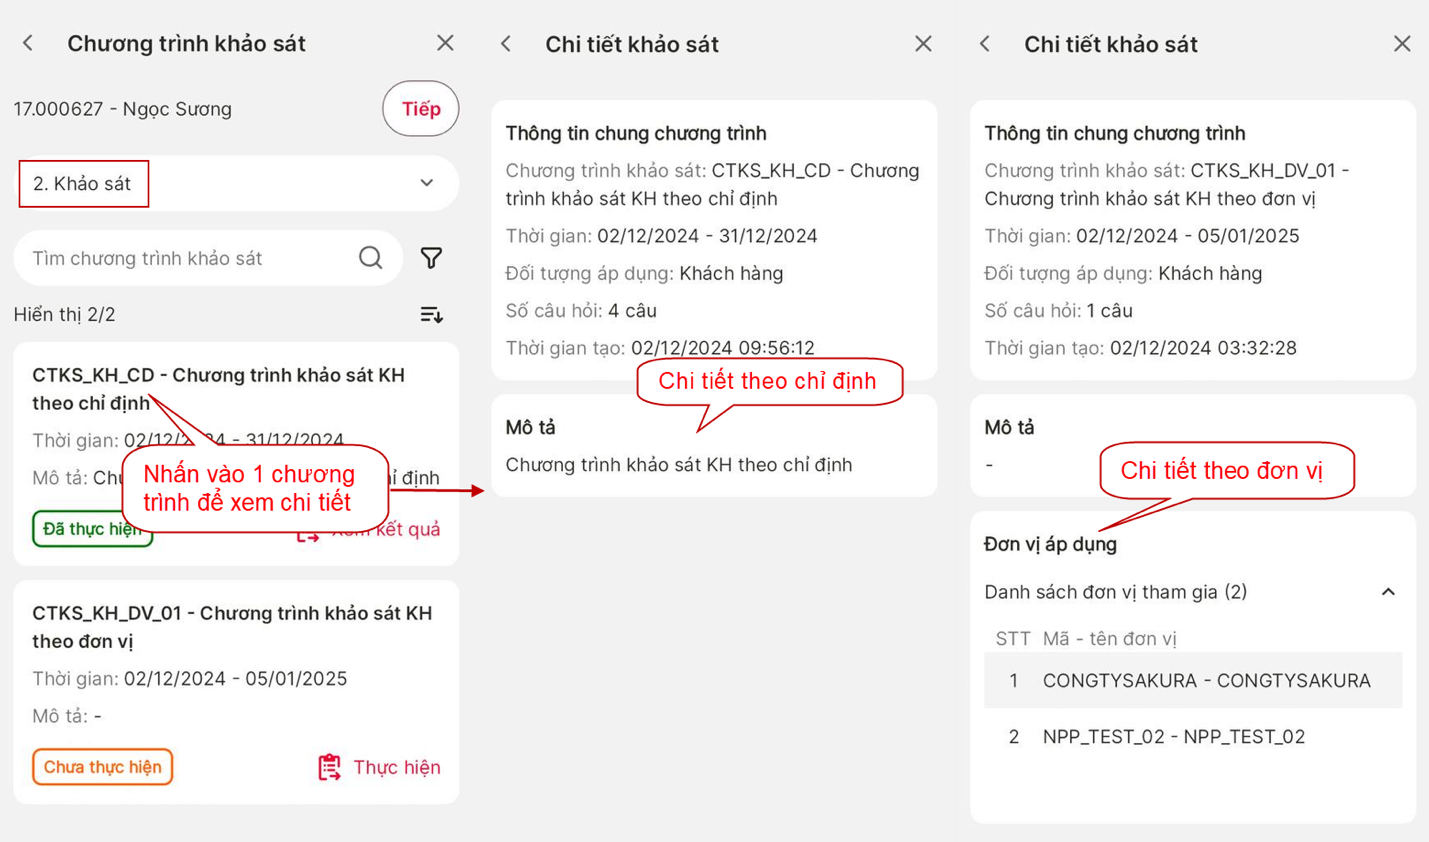 Chương trình khảo sát
17.000627 - Ngọc Sương
Tiếp
2. Khảo sát
Tìm chương trình khảo sát
Hiển thị 2/2
CTKS_KH_CD - Chương trình khảo sát KH
theo chỉ định
Thời gian: 02/12/2024 - 31/12/2024
Mô tả: định
Nhấn vào 1 chương
trình để xem chi tiết
Đã thực hiện
Xem kết quả
CTKS_KH_DV_01 - Chương trình khảo sát KH
theo đơn vị
Thời gian: 02/12/2024 - 05/01/2025
Mô tả: -
Chưa thực hiện
Thực hiện
Chi tiết khảo sát
Thông tin chung chương trình
Chương trình khảo sát: CTKS_KH_CD - Chương
trình khảo sát KH theo chỉ định
Thời gian: 02/12/2024 - 31/12/2024
Đối tượng áp dụng: Khách hàng
Số câu hỏi: 4 câu
Thời gian tạo: 02/12/2024 09:56:12
Chi tiết theo chỉ định
Mô tả
Chương trình khảo sát KH theo chỉ định
Chi tiết khảo sát
Thông tin chung chương trình
Chương trình khảo sát: CTKS_KH_DV_01 -
Chương trình khảo sát KH theo đơn vị
Thời gian: 02/12/2024 - 05/01/2025
Đối tượng áp dụng: Khách hàng
Số câu hỏi: 1 câu
Thời gian tạo: 02/12/2024 03:32:28
Mô tả
-
Chi tiết theo đơn vị
Đơn vị áp dụng
Danh sách đơn vị tham gia (2)
STT Mã - tên đơn vị
1 CONGTYSAKURA - CONGTYSAKURA
2 NPP_TEST_02 - NPP_TEST_02